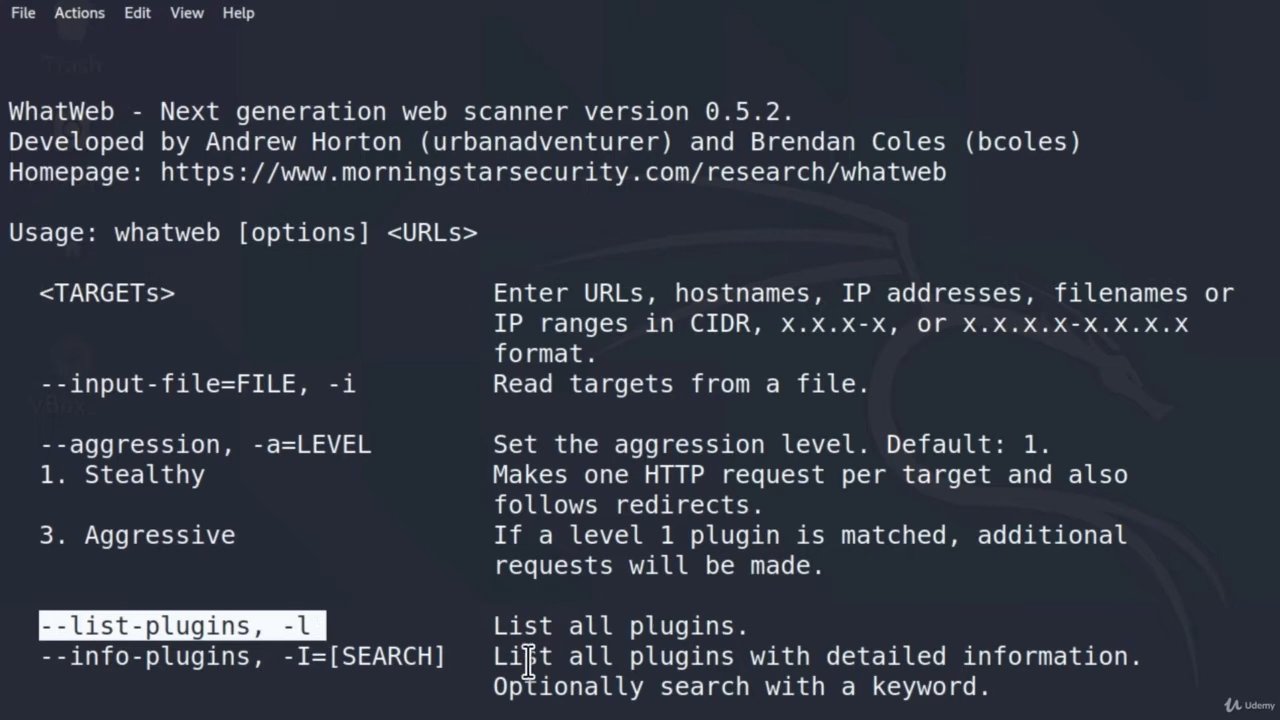 File Actions Edit View Help
Trash
WhatWeb - Next generation web scanner version 0.5.2.
Developed by Andrew Horton (urbanadventurer) and Brendan Coles (bcoles)
Homepage: https://www.morningstarsecurity.com/research/whatweb
Usage: whatweb [options] <URLs>
<TARGETs> Enter URLs, hostnames, IP addresses, filenames or
IP ranges in CIDR, x.x.x-x, or x.x.x.x-x.x.x.x
format.
--input-file=FILE, -i Read targets from a file.
--aggression, -a=LEVEL Set the aggression level. Default: 1.
1. Stealthy Makes one HTTP request per target and also
follows redirects.
3. Aggressive If a level 1 plugin is matched, additional
requests will be made.
--list-plugins, -l List all plugins.
--info-plugins, -I=[SEARCH] List all plugins with detailed information.
Optionally search with a keyword.
Udemy